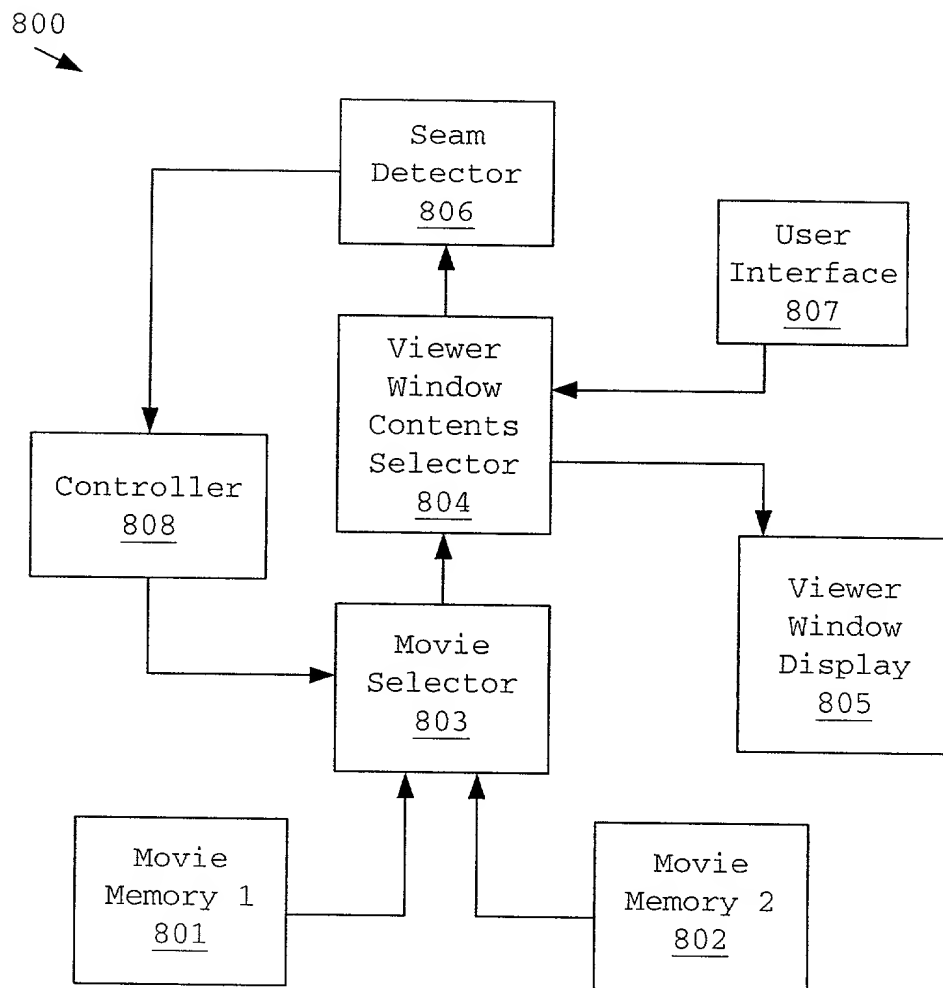 800
Seam
Detector
806
User
Interface
807
Viewer
Window
Contents
Selector
804
Controller
808
Viewer
Window
Display
805
Movie
Selector
803
Movie
Memory 1
801
Movie
Memory 2
802